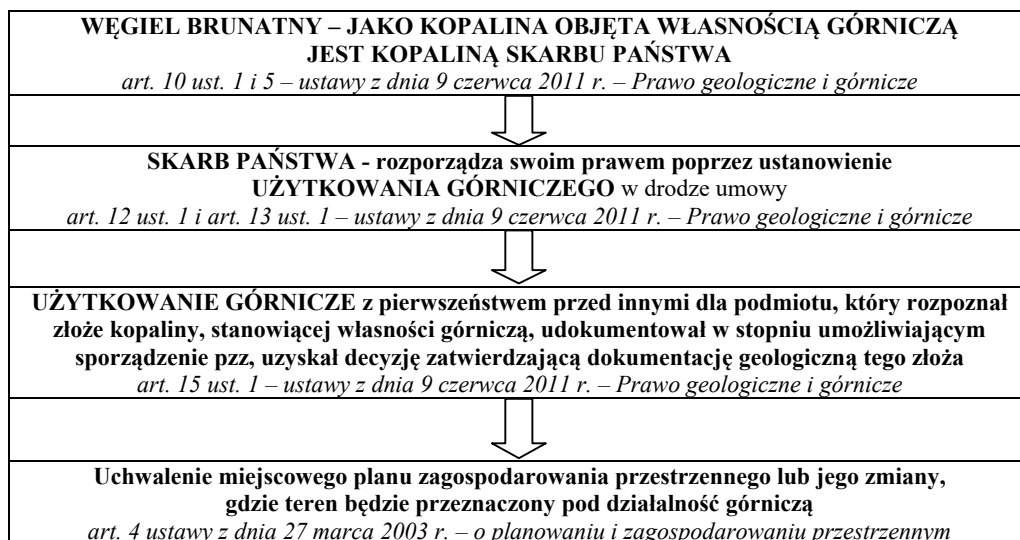 WĘGIEL BRUNATNY – JAKO KOPALINA OBJĘTA WŁASNOŚCIĄ GÓRNICZĄ
JEST KOPALINĄ SKARBU PAŃSTWA
art. 10 ust. 1 i 5 – ustawy z dnia 9 czerwca 2011 r. – Prawo geologiczne i górnicze
SKARB PAŃSTWA - rozporządza swoim prawem poprzez ustanowienie
UŻYTKOWANIA GÓRNICZEGO w drodze umowy
art. 12 ust. 1 i art. 13 ust. 1 – ustawy z dnia 9 czerwca 2011 r. – Prawo geologiczne i górnicze
UŻYTKOWANIE GÓRNICZE z pierwszeństwem przed innymi dla podmiotu, który rozpoznał
złoże kopaliny, stanowiącej własności górniczą, udokumentował w stopniu umożliwiającym
sporządzenie pzz, uzyskał decyzję zatwierdzającą dokumentację geologiczną tego złoża
art. 15 ust. 1 – ustawy z dnia 9 czerwca 2011 r. – Prawo geologiczne i górnicze
Uchwalenie miejscowego planu zagospodarowania przestrzennego lub jego zmiany,
gdzie teren będzie przeznaczony pod działalność górniczą
art. 4 ustawy z dnia 27 marca 2003 r. – o planowaniu i zagospodarowaniu przestrzennym